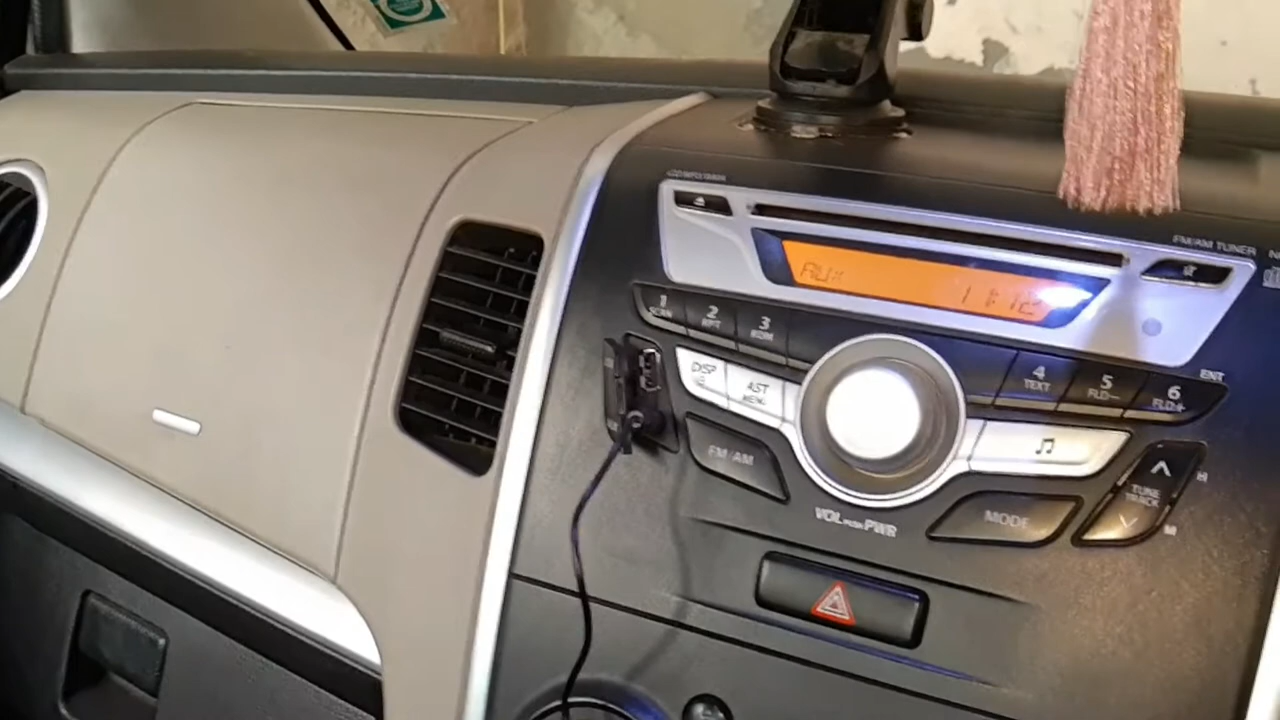 FM/AM TUNER
AUX 11:12
1
SCAN
2
RPT
3
RDM
4
TEXT
5
FLD-
6
FLD+
ENT
DISP
AST
MENU
FM/AM
VOL PUSH PWR
MODE
TUNE
TRACK